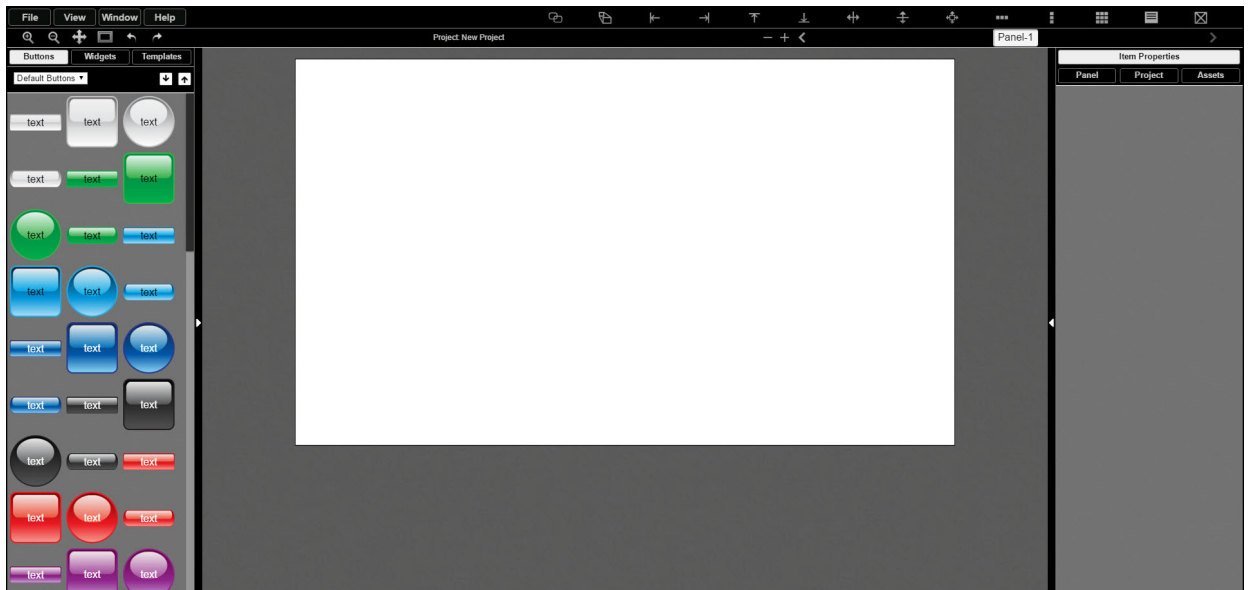 File View Window Help
Project: New Project
Panel-1
Buttons Widgets Templates
Default Buttons
Item Properties
Panel Project Assets
text text text
text text text
text text text
text text text
text text text
text text text
text text text
text text text
text text text